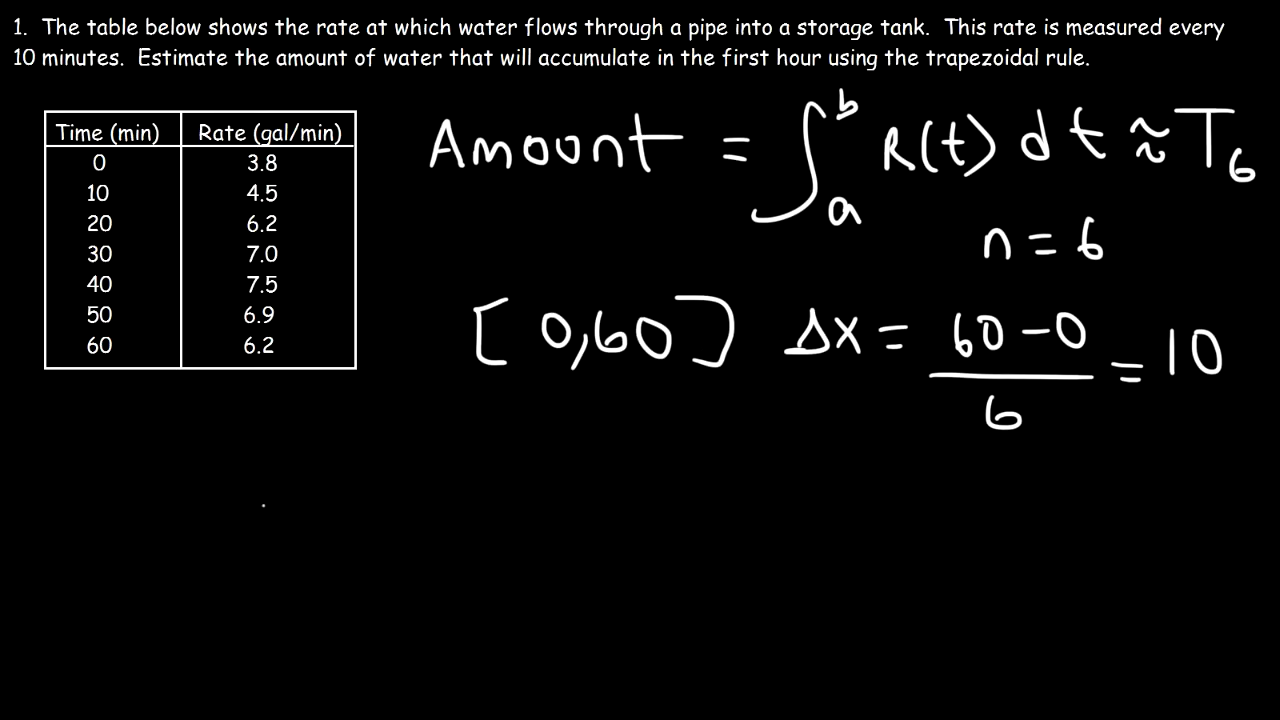 1. The table below shows the rate at which water flows through a pipe into a storage tank. This rate is measured every
10 minutes. Estimate the amount of water that will accumulate in the first hour using the trapezoidal rule.
Time (min) Rate (gal/min)
0 3.8
10 4.5
20 6.2
30 7.0
40 7.5
50 6.9
60 6.2
Amount = ∫_a^b R(t) dt ≈ T₆
n = 6
[0,60] Δx = (60 - 0)/6 = 10